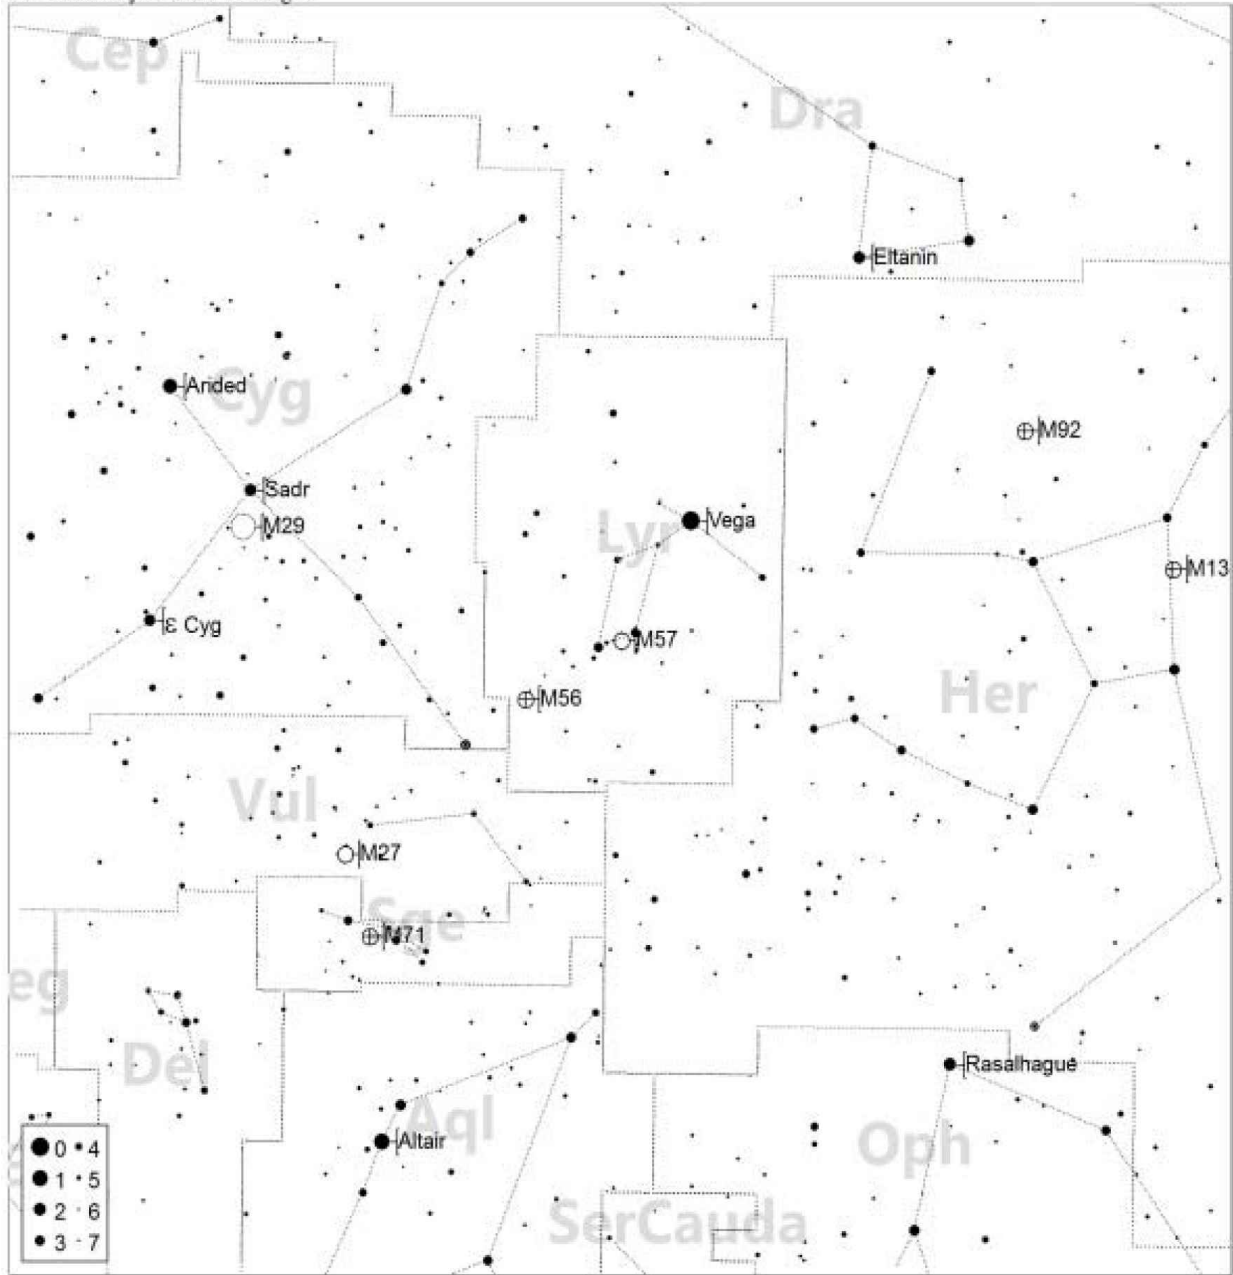 Cep
Dra
Eltanin
Arided
Cyg
M92
Sadr
M29
Lyr
Vega
M13
ε Cyg
M57
M56
Her
Vul
M27
Sge
M71
eg
Del
Rasalhague
Aql
Altair
Oph
SerCauda
0 4
1 5
2 6
3 7